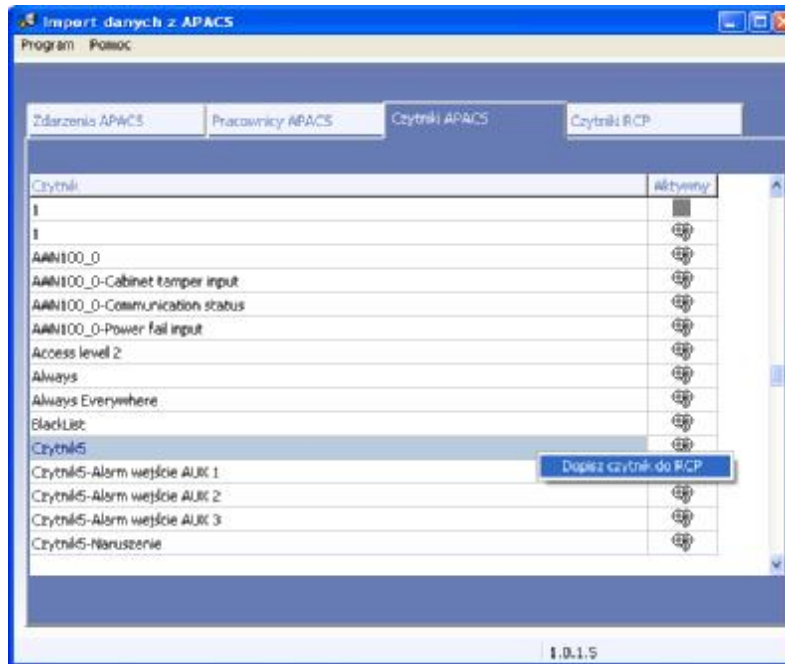 Import danych z APACS
Program Pomoc
Zdarzenia APACS Pracownicy APACS Czytniki APACS Czytniki RCP
Czytnik Aktywny
1
1
AAN100_0
AAN100_0-Cabinet tamper input
AAN100_0-Communication status
AAN100_0-Power fail input
Access level 2
Always
Always Everywhere
BlackList
Czytnik5
Dopisz czytnik do RCP
Czytnik5-Alarm wejście AUX 1
Czytnik5-Alarm wejście AUX 2
Czytnik5-Alarm wejście AUX 3
Czytnik5-Naruszenie
1.0.1.5